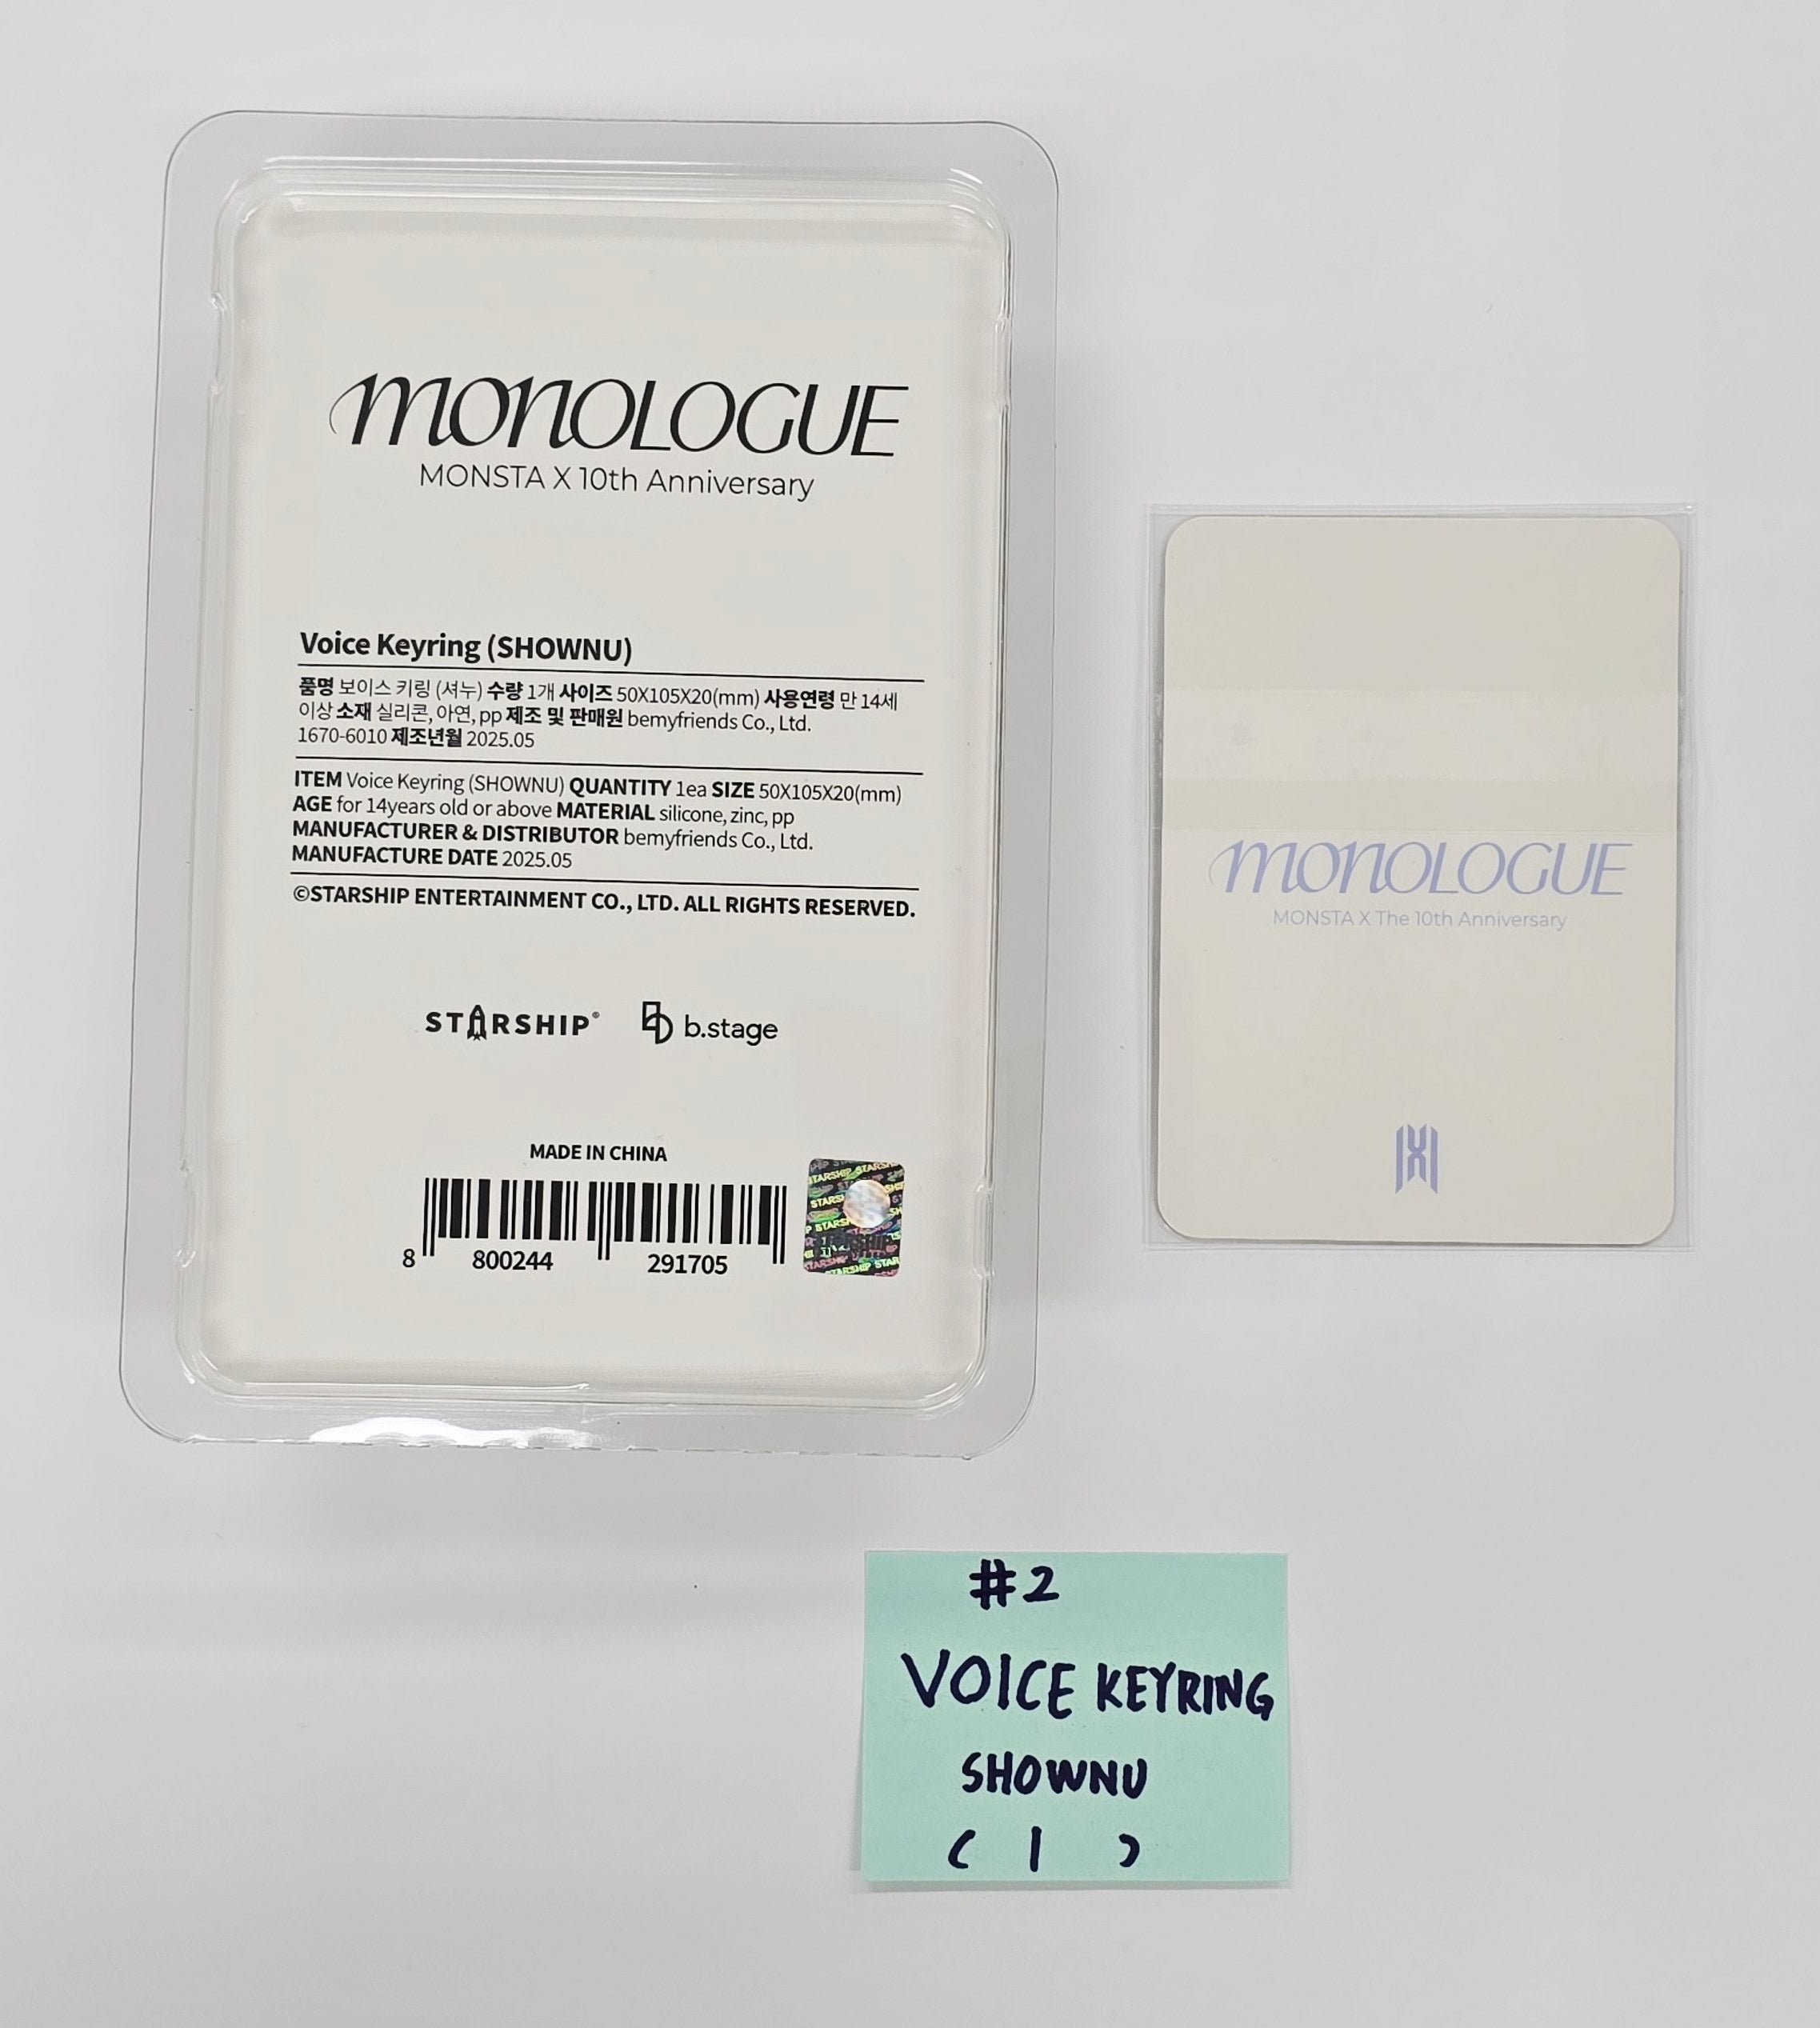 monoLOGUE
MONSTA X 10th Anniversary
Voice Keyring (SHOWNU)
품명 보이스 키링 (셔누) 수량 1개 사이즈 50X105X20(mm) 사용연령 만 14세
이상 소재 실리콘, 아연, pp 제조 및 판매원 bemyfriends Co., Ltd.
1670-6010 제조년월 2025.05
ITEM Voice Keyring (SHOWNU) QUANTITY 1ea SIZE 50X105X20(mm)
AGE for 14years old or above MATERIAL silicone, zinc, pp
MANUFACTURER & DISTRIBUTOR bemyfriends Co., Ltd.
MANUFACTURE DATE 2025.05
©STARSHIP ENTERTAINMENT CO., LTD. ALL RIGHTS RESERVED.
STARSHIP® b.stage
MADE IN CHINA
8 800244 291705
STARSHIP
monoLOGUE
MONSTA X The 10th Anniversary
#2
VOICE KEYRING
SHOWNU
( 1 )